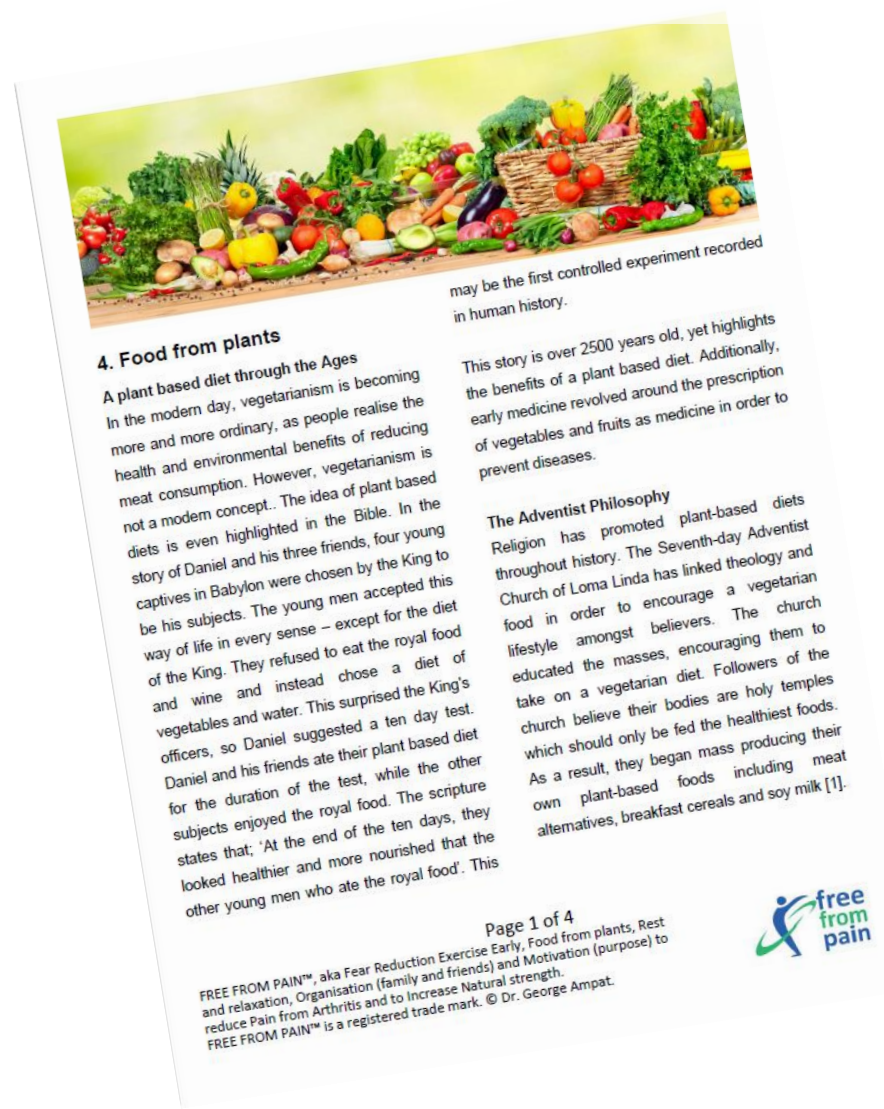 4. Food from plants
A plant based diet through the Ages
In the modern day, vegetarianism is becoming
more and more ordinary, as people realise the
health and environmental benefits of reducing
meat consumption. However, vegetarianism is
not a modern concept.. The idea of plant based
diets is even highlighted in the Bible. In the
story of Daniel and his three friends, four young
captives in Babylon were chosen by the King to
be his subjects. The young men accepted this
way of life in every sense – except for the diet
of the King. They refused to eat the royal food
and wine and instead chose a diet of
vegetables and water. This surprised the King's
officers, so Daniel suggested a ten day test.
Daniel and his friends ate their plant based diet
for the duration of the test, while the other
subjects enjoyed the royal food. The scripture
states that; ‘At the end of the ten days, they
looked healthier and more nourished that the
other young men who ate the royal food’. This
may be the first controlled experiment recorded
in human history.
This story is over 2500 years old, yet highlights
the benefits of a plant based diet. Additionally,
early medicine revolved around the prescription
of vegetables and fruits as medicine in order to
prevent diseases.
The Adventist Philosophy
Religion has promoted plant-based diets
throughout history. The Seventh-day Adventist
Church of Loma Linda has linked theology and
food in order to encourage a vegetarian
lifestyle amongst believers. The church
educated the masses, encouraging them to
take on a vegetarian diet. Followers of the
church believe their bodies are holy temples
which should only be fed the healthiest foods.
As a result, they began mass producing their
own plant-based foods including meat
alternatives, breakfast cereals and soy milk [1].
Page 1 of 4
FREE FROM PAIN™, aka Fear Reduction Exercise Early, Food from plants, Rest
and relaxation, Organisation (family and friends) and Motivation (purpose) to
reduce Pain from Arthritis and to Increase Natural strength.
FREE FROM PAIN™ is a registered trade mark. © Dr. George Ampat.
free
from
pain